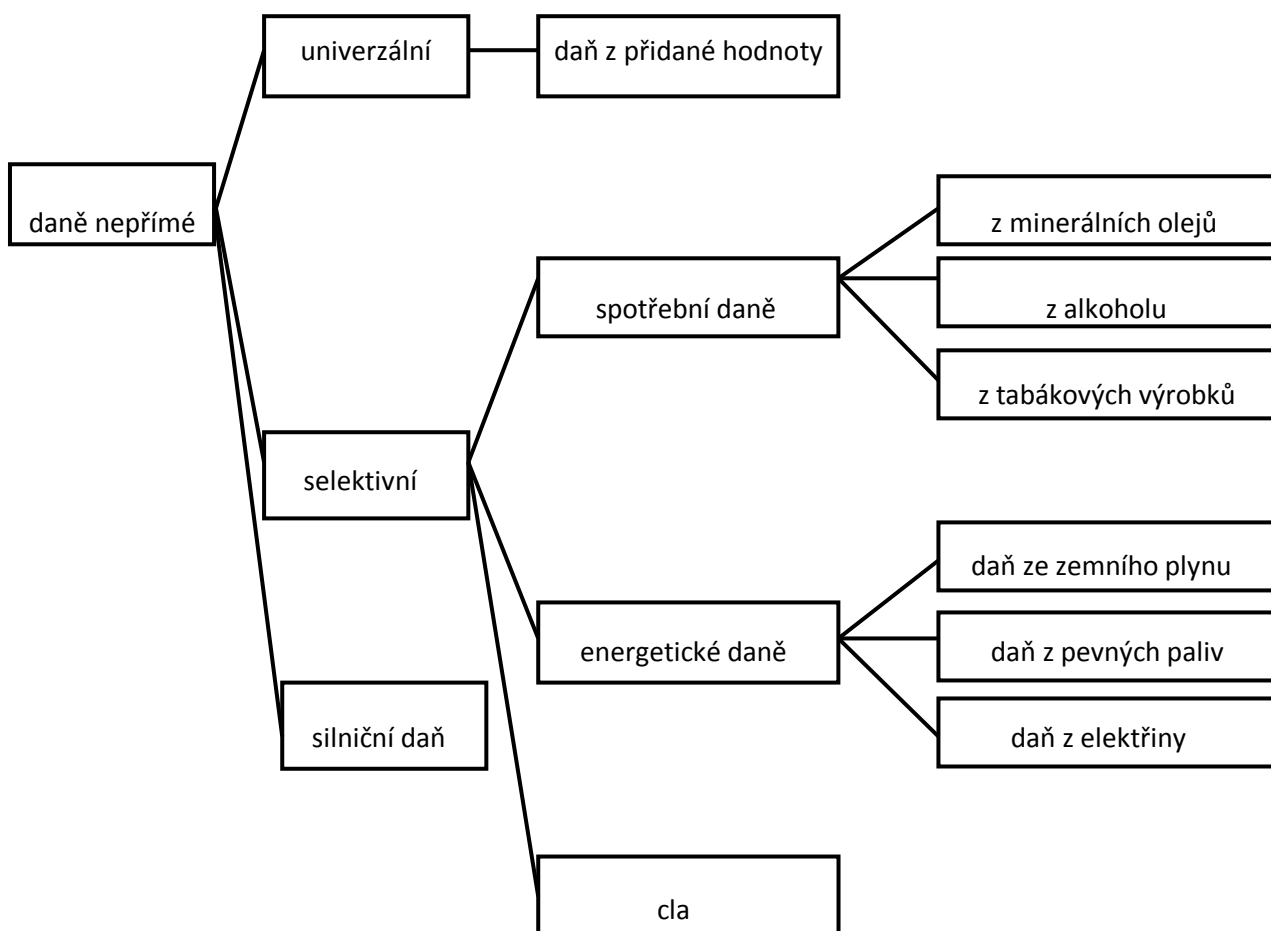 univerzální
daň z přidané hodnoty
daně nepřímé
z minerálních olejů
spotřební daně
z alkoholu
z tabákových výrobků
selektivní
daň ze zemního plynu
energetické daně
daň z pevných paliv
silniční daň
daň z elektřiny
cla